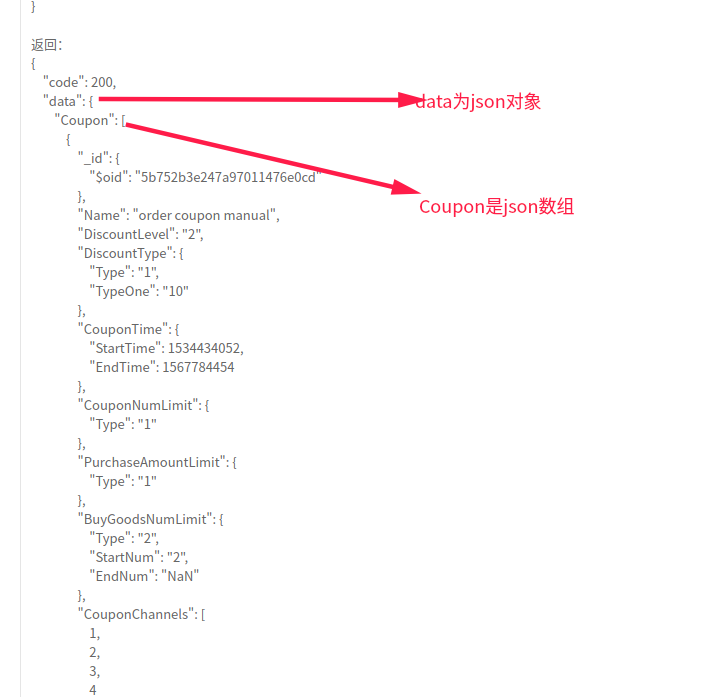 }
返回：
{
"code": 200,
"data": {
data为json对象
"Coupon": [
{
"_id": {
"$oid": "5b752b3e247a97011476e0cd"
},
Coupon是json数组
"Name": "order coupon manual",
"DiscountLevel": "2",
"DiscountType": {
"Type": "1",
"TypeOne": "10"
},
"CouponTime": {
"StartTime": 1534434052,
"EndTime": 1567784454
},
"CouponNumLimit": {
"Type": "1"
},
"PurchaseAmountLimit": {
"Type": "1"
},
"BuyGoodsNumLimit": {
"Type": "2",
"StartNum": "2",
"EndNum": "NaN"
},
"CouponChannels": [
1,
2,
3,
4